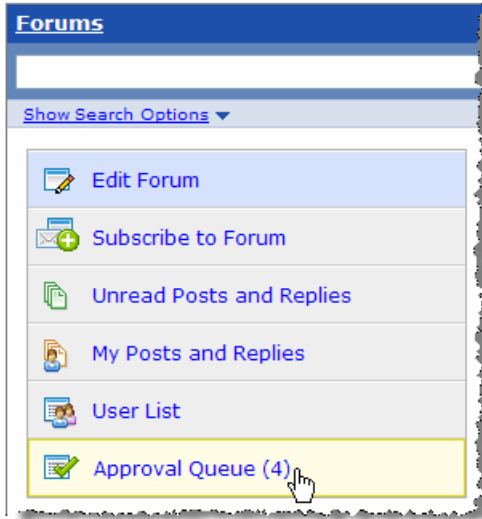 Forums
Show Search Options
Edit Forum
Subscribe to Forum
Unread Posts and Replies
My Posts and Replies
User List
Approval Queue (4)